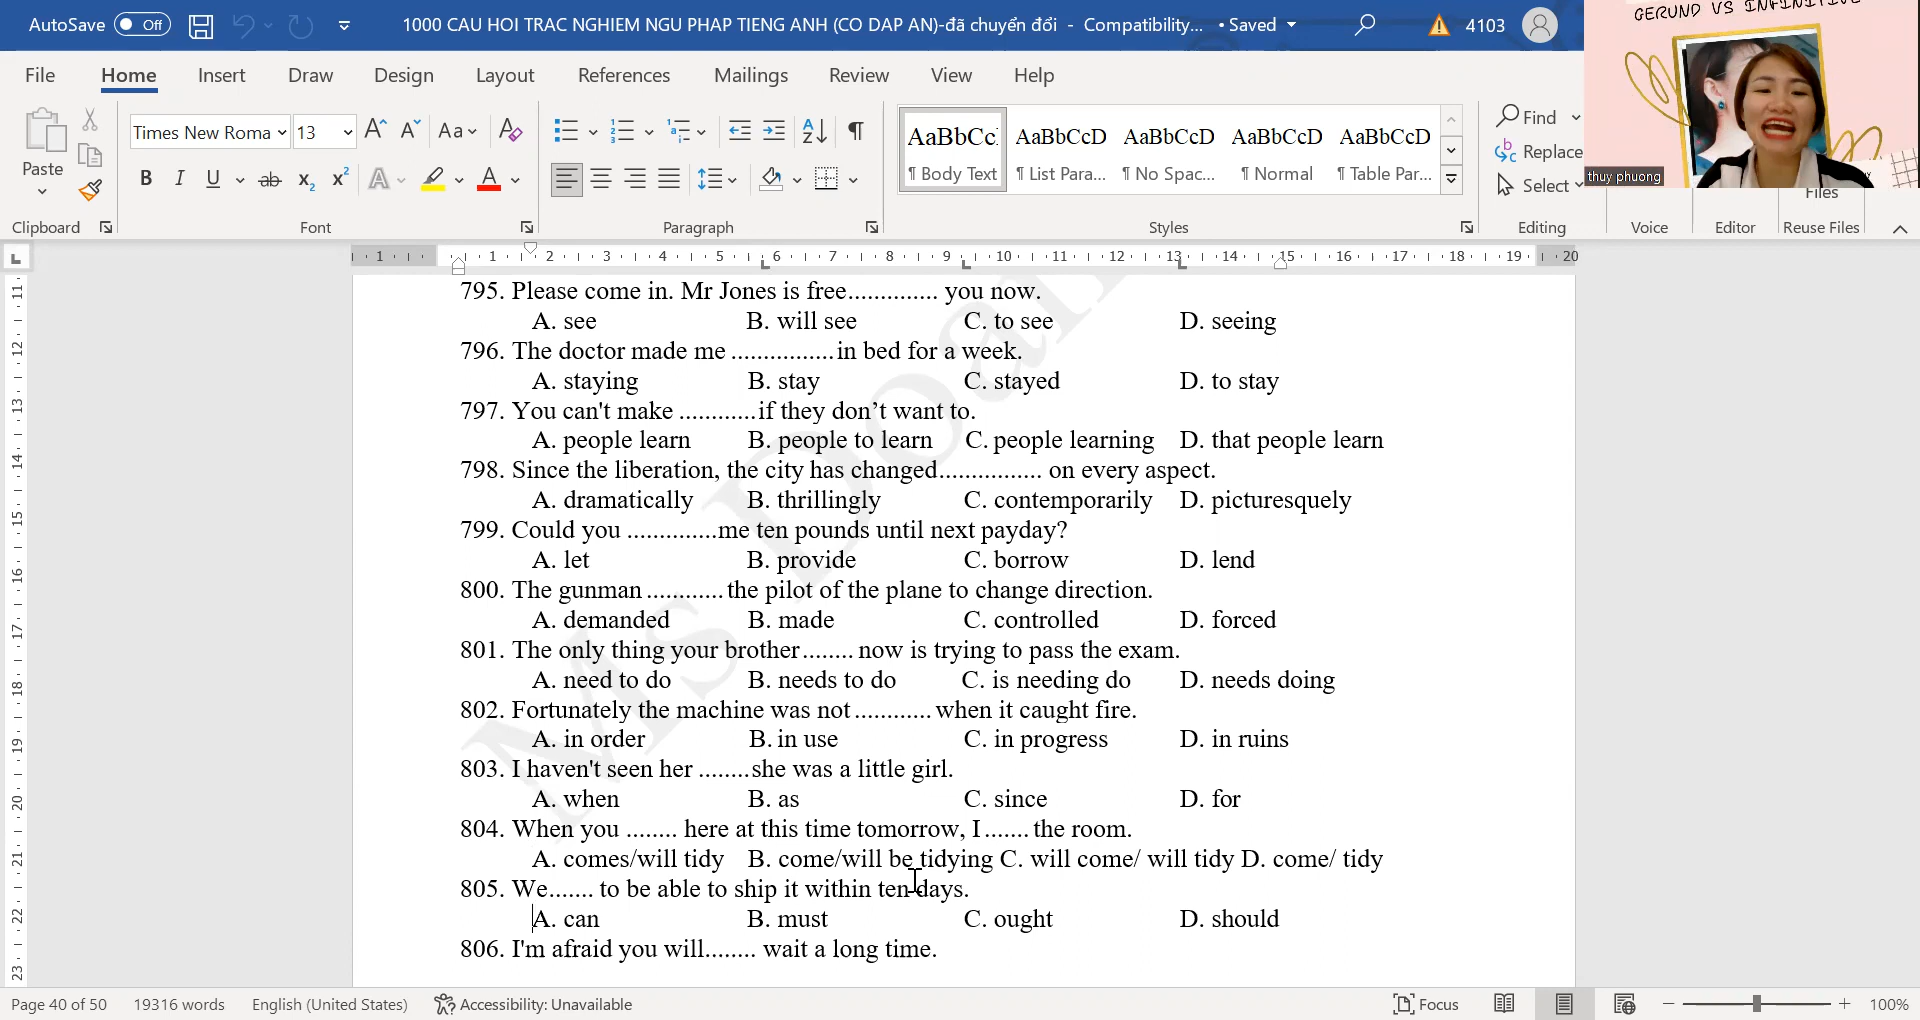 AutoSave Off 1000 CAU HOI TRAC NGHIEM NGU PHAP TIENG ANH (CO DAP AN)-đã chuyển đổi - Compatibility... • Saved 4103
GERUND VS INFINITIVE
File Home Insert Draw Design Layout References Mailings Review View Help
Times New Roma 13 Aa
AaBbCc AaBbCcD AaBbCcD AaBbCcD AaBbCcD
Find
Replace
Select
Paste
¶ Body Text ¶ List Para... ¶ No Spac... ¶ Normal ¶ Table Par...
thuy phuong
Files
Clipboard Font Paragraph Styles Editing Voice Editor Reuse Files
Ms Doan
795. Please come in. Mr Jones is free.............. you now.
A. see B. will see C. to see D. seeing
796. The doctor made me ................in bed for a week.
A. staying B. stay C. stayed D. to stay
797. You can't make ............if they don’t want to.
A. people learn B. people to learn C. people learning D. that people learn
798. Since the liberation, the city has changed................ on every aspect.
A. dramatically B. thrillingly C. contemporarily D. picturesquely
799. Could you ..............me ten pounds until next payday?
A. let B. provide C. borrow D. lend
800. The gunman ............ the pilot of the plane to change direction.
A. demanded B. made C. controlled D. forced
801. The only thing your brother........ now is trying to pass the exam.
A. need to do B. needs to do C. is needing do D. needs doing
802. Fortunately the machine was not ............ when it caught fire.
A. in order B. in use C. in progress D. in ruins
803. I haven't seen her ........she was a little girl.
A. when B. as C. since D. for
804. When you ........ here at this time tomorrow, I ....... the room.
A. comes/will tidy B. come/will be tidying C. will come/ will tidy D. come/ tidy
805. We....... to be able to ship it within ten days.
A. can B. must C. ought D. should
806. I'm afraid you will........ wait a long time.
Page 40 of 50 19316 words English (United States) Accessibility: Unavailable Focus 100%